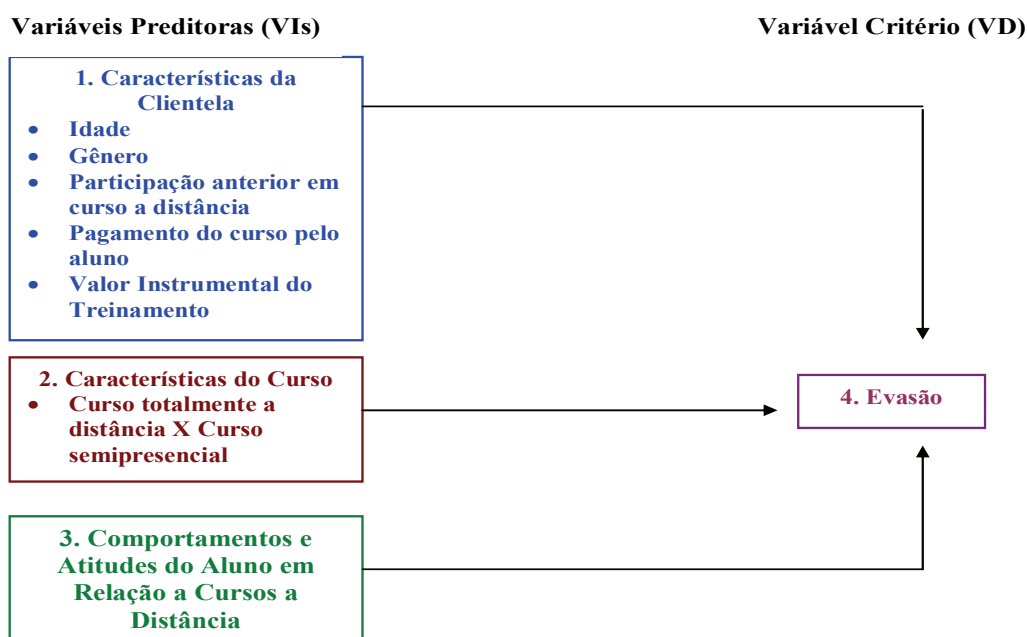 Variáveis Preditoras (VIs)
Variável Critério (VD)
1. Características da
Clientela
• Idade
• Gênero
• Participação anterior em
curso a distância
• Pagamento do curso pelo
aluno
• Valor Instrumental do
Treinamento
2. Características do Curso
• Curso totalmente a
distância X Curso
semipresencial
4. Evasão
3. Comportamentos e
Atitudes do Aluno em
Relação a Cursos a
Distância